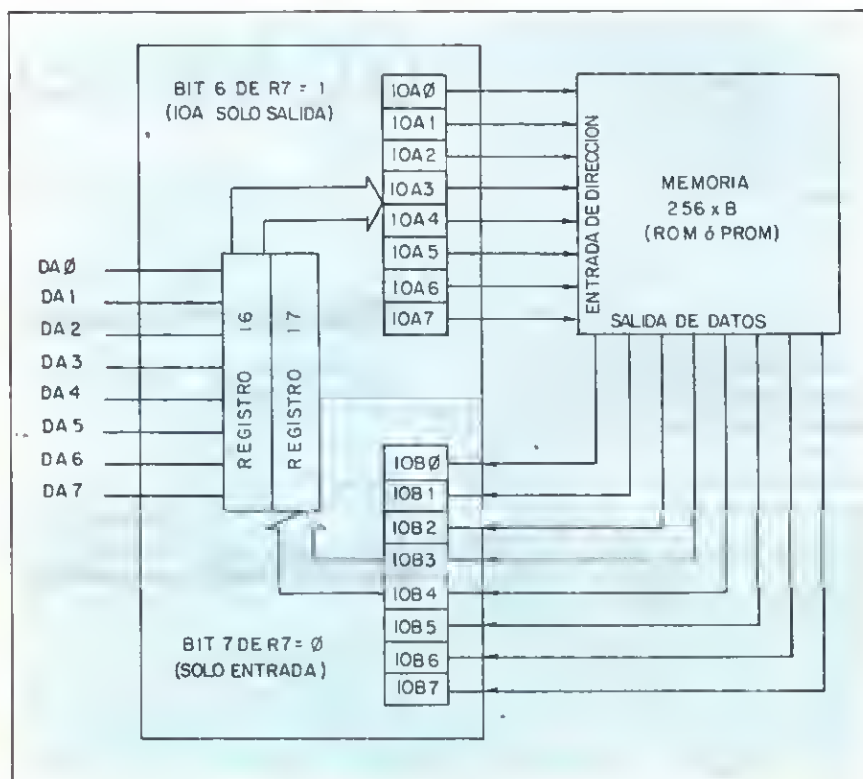 BIT 6 DE R7 = 1
(IOA SOLO SALIDA)
IOAØ
IOA1
IOA2
IOA3
IOA4
IOA5
IOA6
IOA7
ENTRADA DE DIRECCION
MEMORIA
256 x B
(ROM ó PROM)
SALIDA DE DATOS
DAØ
DA1
DA2
DA3
DA4
DA5
DA6
DA7
REGISTRO 16
REGISTRO 17
IOBØ
IOB1
IOB2
IOB3
IOB4
IOB5
IOB6
IOB7
BIT 7 DE R7 = Ø
(SOLO ENTRADA)